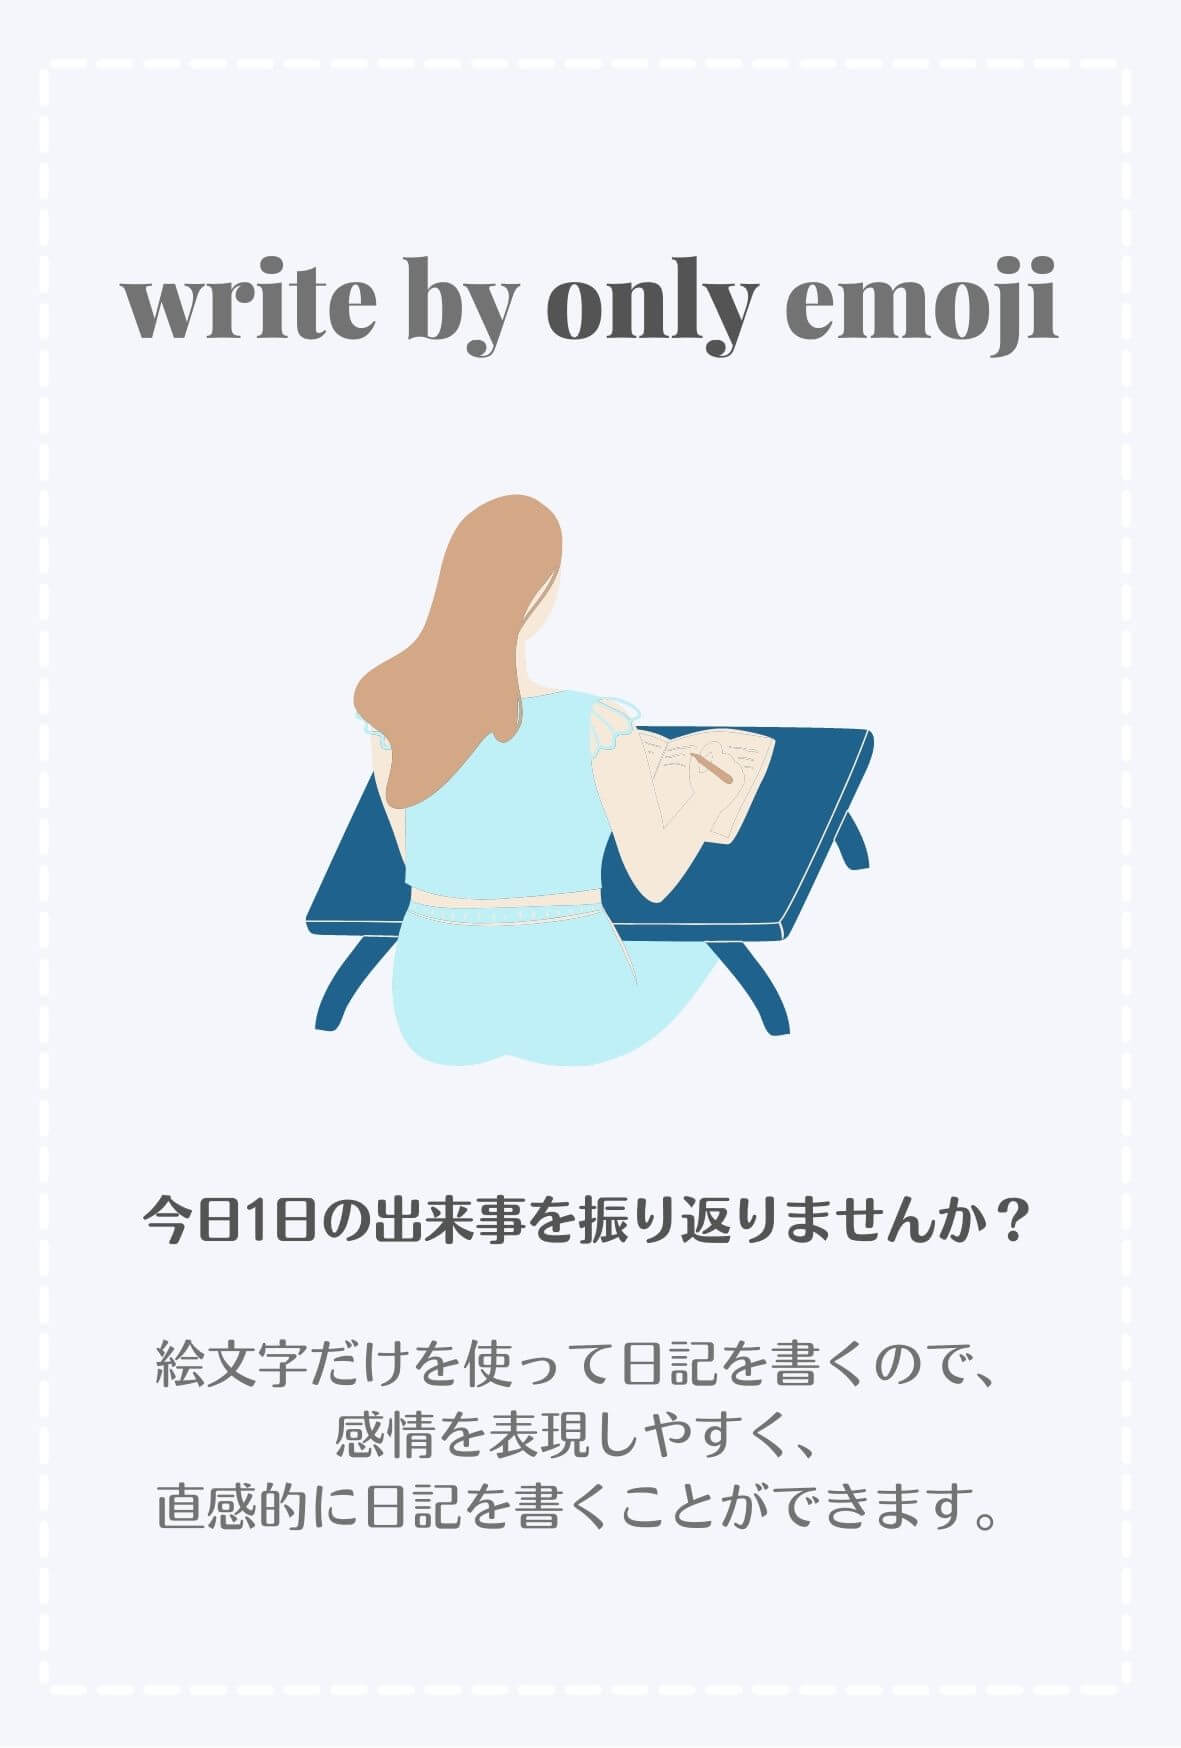 write by only emoji
今日1日の出来事を振り返りませんか？
絵文字だけを使って日記を書くので、
感情を表現しやすく、
直感的に日記を書くことができます。